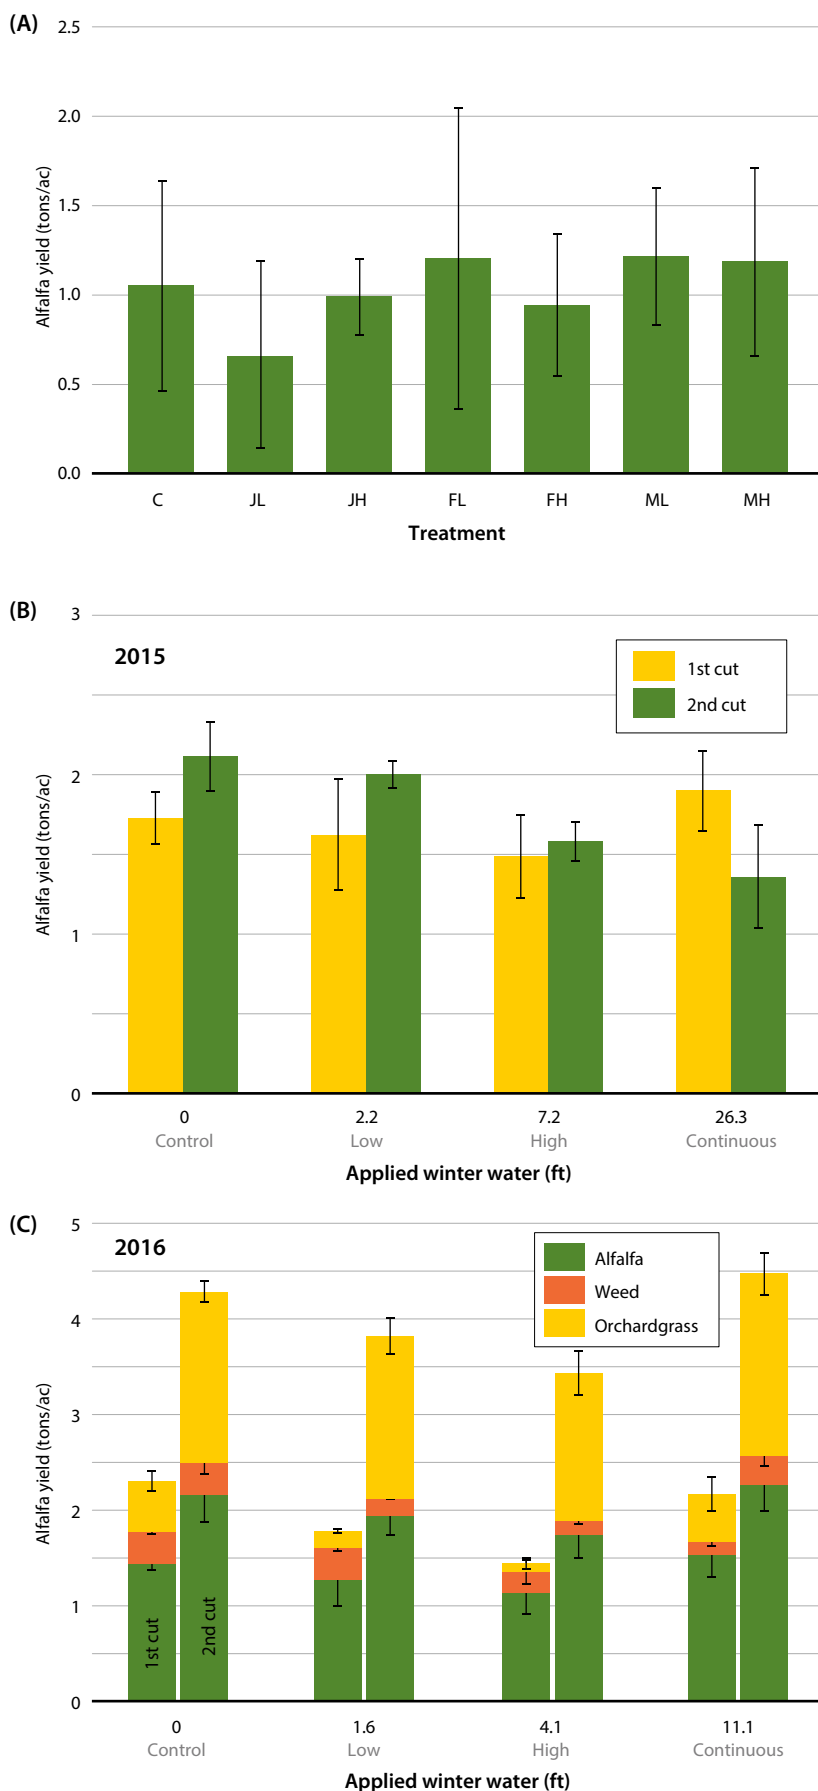 (A)
2.5
2.0
1.5
1.0
0.5
0.0
Alfalfa yield (tons/ac)
C JL JH FL FH ML MH
Treatment
(B)
3
2
1
0
Alfalfa yield (tons/ac)
2015
1st cut
2nd cut
0 2.2 7.2 26.3
Control Low High Continuous
Applied winter water (ft)
(C)
5
4
3
2
1
0
Alfalfa yield (tons/ac)
2016
Alfalfa
Weed
Orchardgrass
1st cut
2nd cut
0 1.6 4.1 11.1
Control Low High Continuous
Applied winter water (ft)